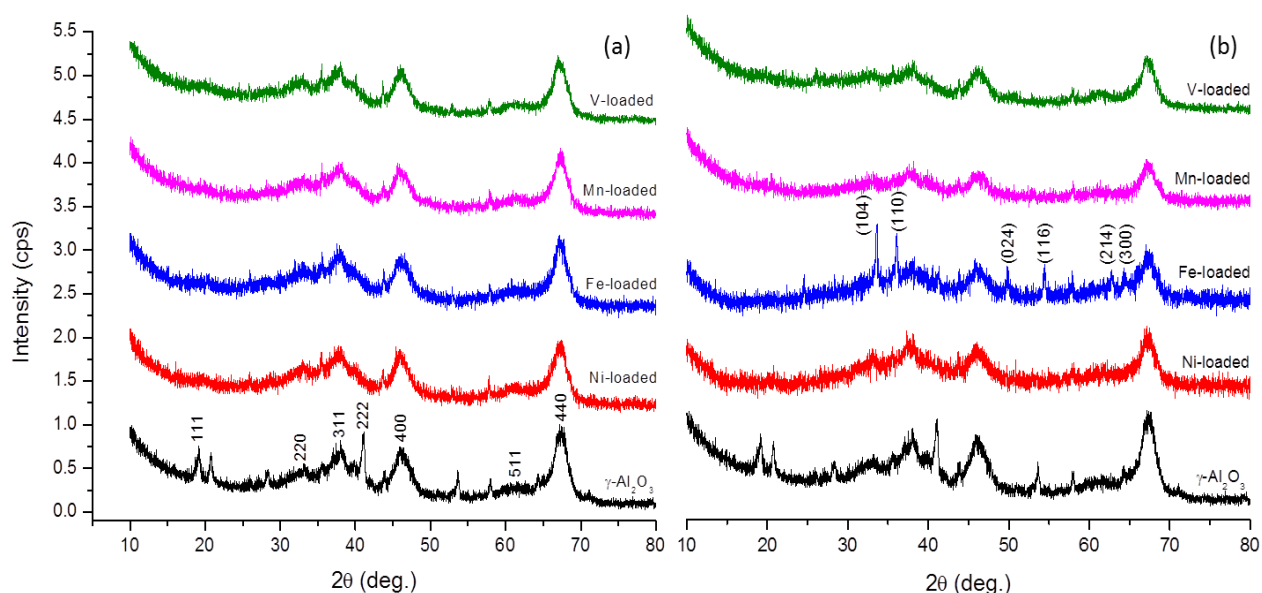 (a)
5.5
5.0
4.5
4.0
3.5
3.0
2.5
2.0
1.5
1.0
0.5
0.0
Intensity (cps)
V-loaded
Mn-loaded
Fe-loaded
Ni-loaded
γ-Al2O3
111
220
311
222
400
511
440
10 20 30 40 50 60 70 80
2θ (deg.)
(b)
V-loaded
Mn-loaded
(104)
(110)
(024)
(116)
(214)
(300)
Fe-loaded
Ni-loaded
γ-Al2O3
10 20 30 40 50 60 70 80
2θ (deg.)